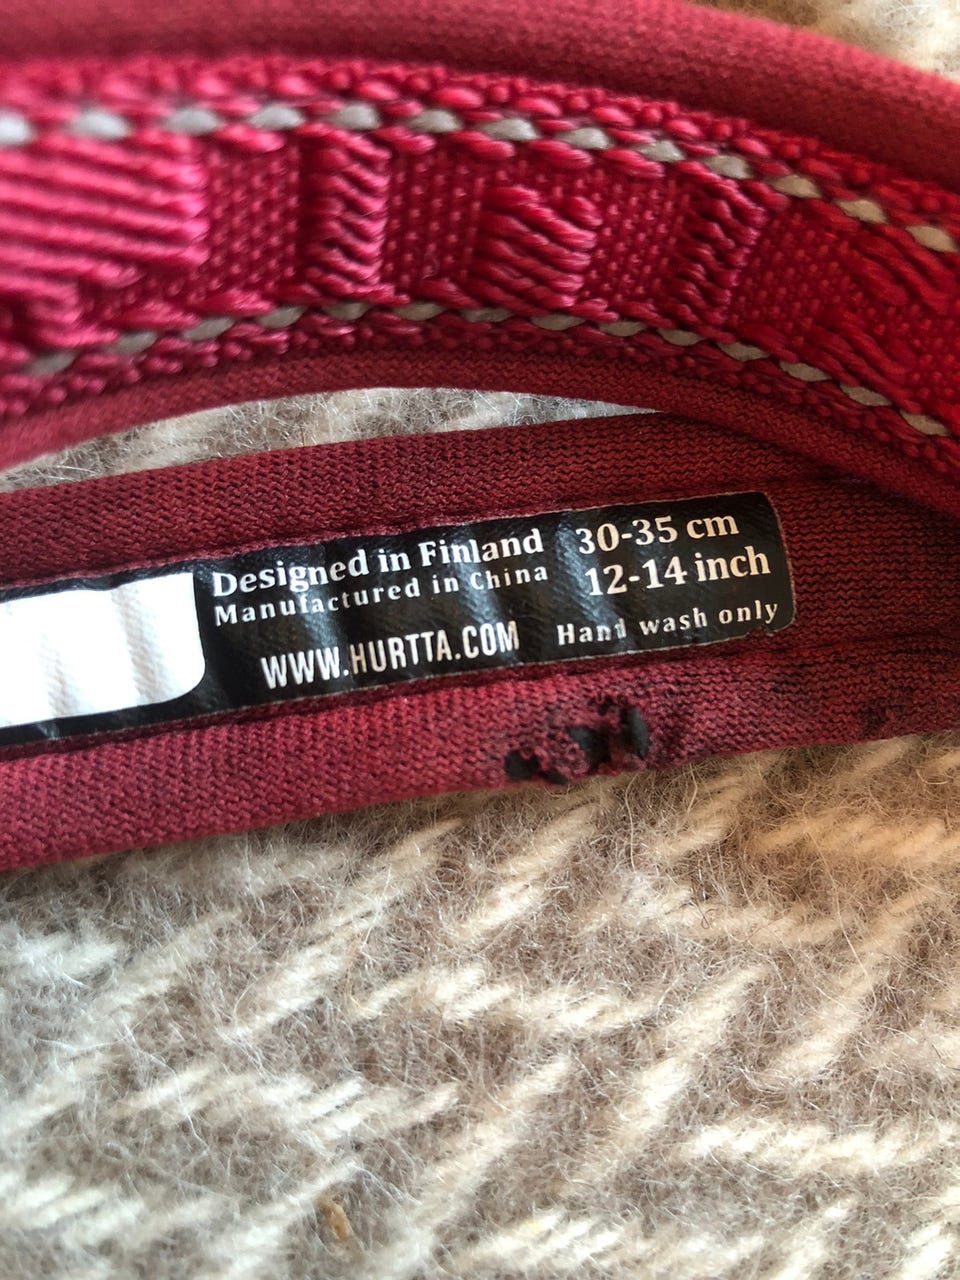 Designed in Finland
Manufactured in China
WWW.HURTTA.COM
30-35 cm
12-14 inch
Hand wash only